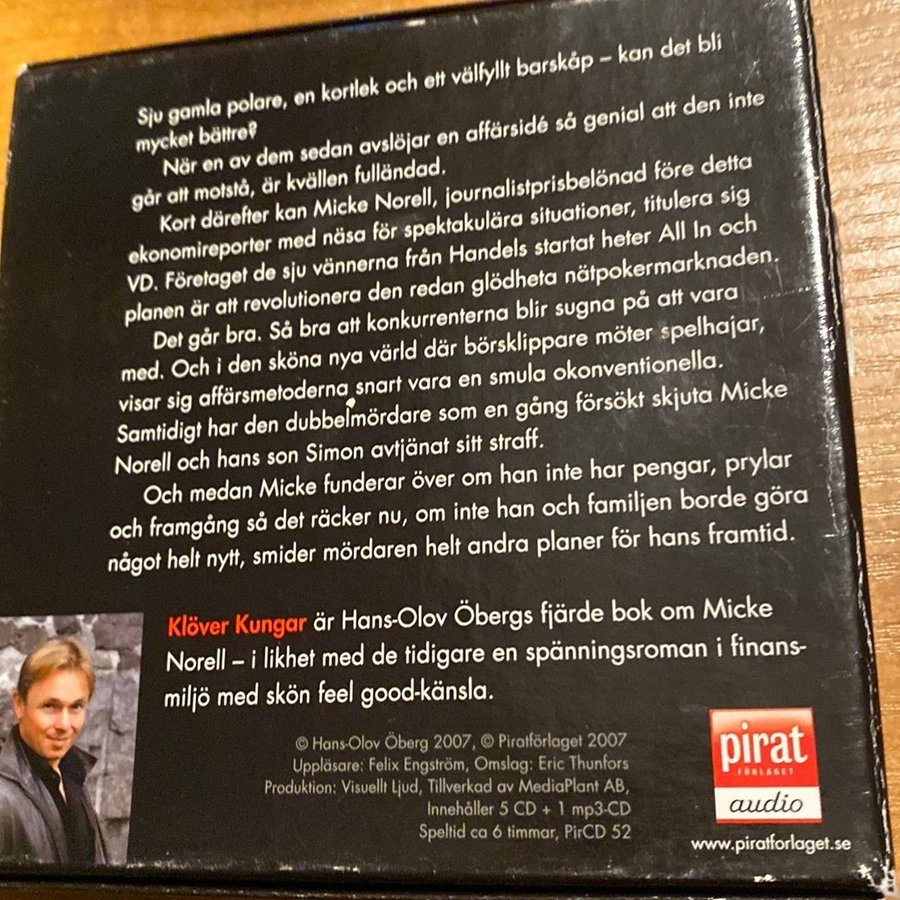 Sju gamla polare, en kortlek och ett välfyllt barskåp – kan det bli
mycket bättre?
När en av dem sedan avslöjar en affärsidé så genial att den inte
går att motstå, är kvällen fulländad.
Kort därefter kan Micke Norell, journalistprisbelönad före detta
ekonomireporter med näsa för spektakulära situationer, titulera sig
VD. Företaget de sju vännerna från Handels startat heter All In och
planen är att revolutionera den redan glödheta nätpokermarknaden.
Det går bra. Så bra att konkurrenterna blir sugna på att vara
med. Och i den sköna nya värld där börsklippare möter spelhajar,
visar sig affärsmetoderna snart vara en smula okonventionella.
Samtidigt har den dubbelmördare som en gång försökt skjuta Micke
Norell och hans son Simon avtjänat sitt straff.
Och medan Micke funderar över om han inte har pengar, prylar
och framgång så det räcker nu, om inte han och familjen borde göra
något helt nytt, smider mördaren helt andra planer för hans framtid.
Klöver Kungar är Hans-Olov Öbergs fjärde bok om Micke
Norell – i likhet med de tidigare en spänningsroman i finans-
miljö med skön feel good-känsla.
© Hans-Olov Öberg 2007, © Piratförlaget 2007
Uppläsare: Felix Engström, Omslag: Eric Thunfors
Produktion: Visuellt Ljud, Tillverkad av MediaPlant AB,
Innehåller 5 CD + 1 mp3-CD
Speltid ca 6 timmar, PirCD 52
pirat
FÖRLAGET
audio
www.piratforlaget.se